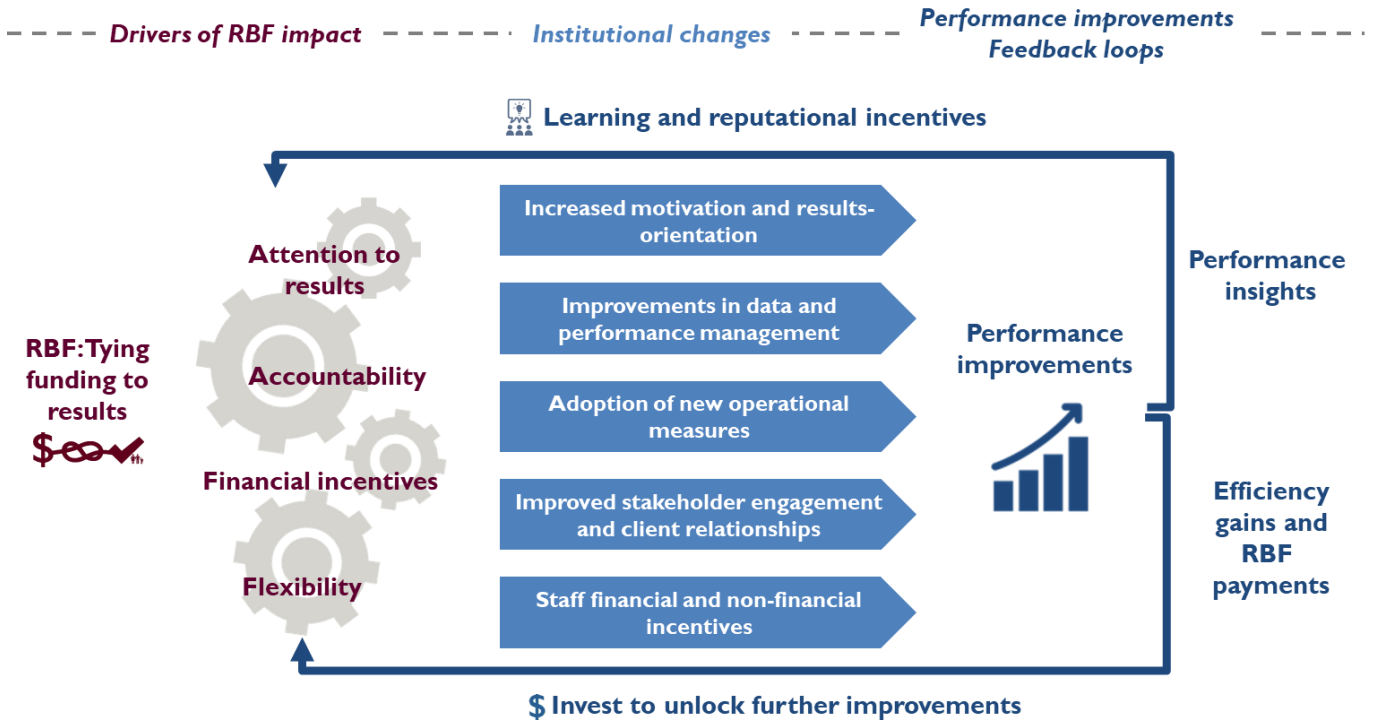 Drivers of RBF impact
Institutional changes
Performance improvements
Feedback loops
Learning and reputational incentives
RBF: Tying
funding to
results
$
Attention to
results
Accountability
Financial incentives
Flexibility
Increased motivation and results-
orientation
Improvements in data and
performance management
Adoption of new operational
measures
Improved stakeholder engagement
and client relationships
Staff financial and non-financial
incentives
Performance
improvements
Performance
insights
Efficiency
gains and
RBF
payments
$ Invest to unlock further improvements